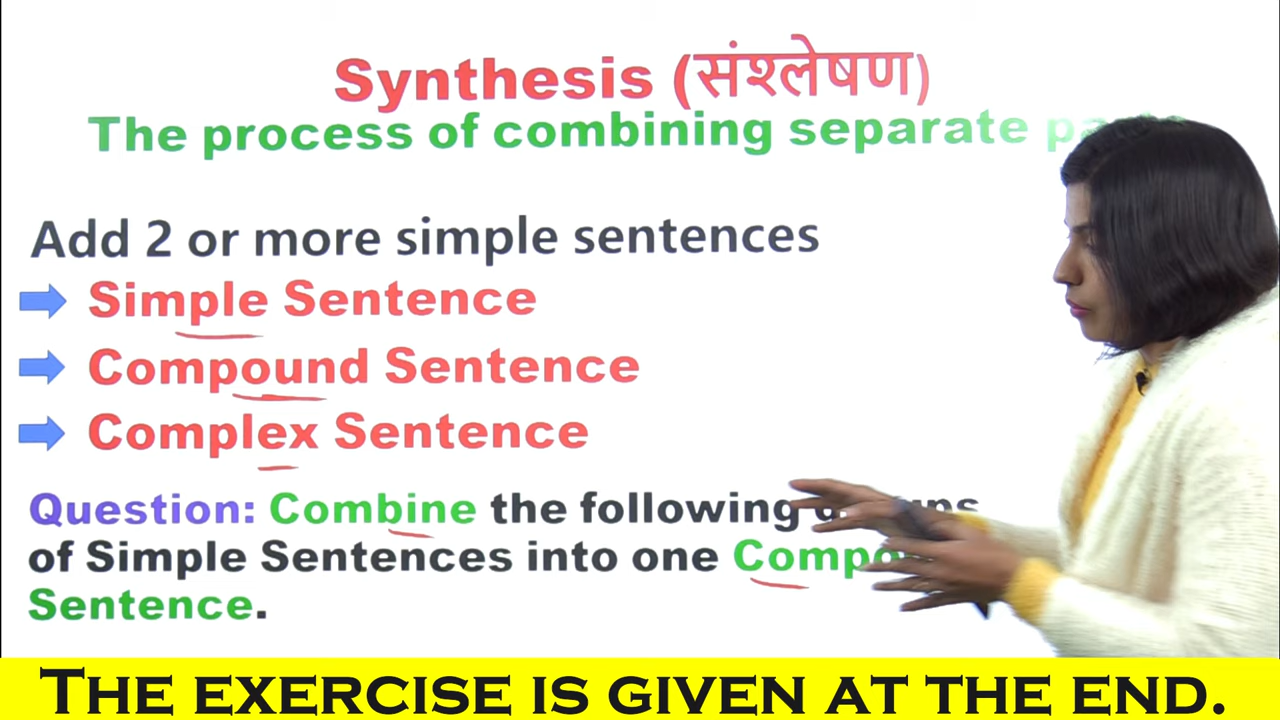 Synthesis (संश्लेषण)
The process of combining separate
Add 2 or more simple sentences
Simple Sentence
Compound Sentence
Complex Sentence
Question: Combine the following
of Simple Sentences into one
Sentence.
THE EXERCISE IS GIVEN AT THE END.